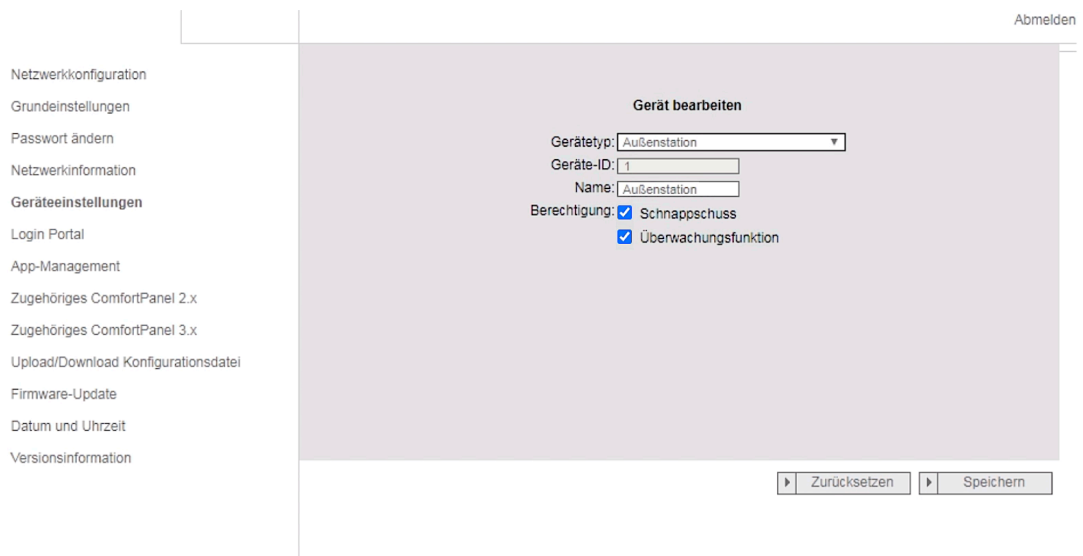 Abmelden
Netzwerkkonfiguration
Grundeinstellungen
Passwort ändern
Netzwerkinformation
Geräteeinstellungen
Login Portal
App-Management
Zugehöriges ComfortPanel 2.x
Zugehöriges ComfortPanel 3.x
Upload/Download Konfigurationsdatei
Firmware-Update
Datum und Uhrzeit
Versionsinformation
Gerät bearbeiten
Gerätetyp: Außenstation
Geräte-ID: 1
Name: Außenstation
Berechtigung: Schnappschuss
Überwachungsfunktion
Zurücksetzen Speichern